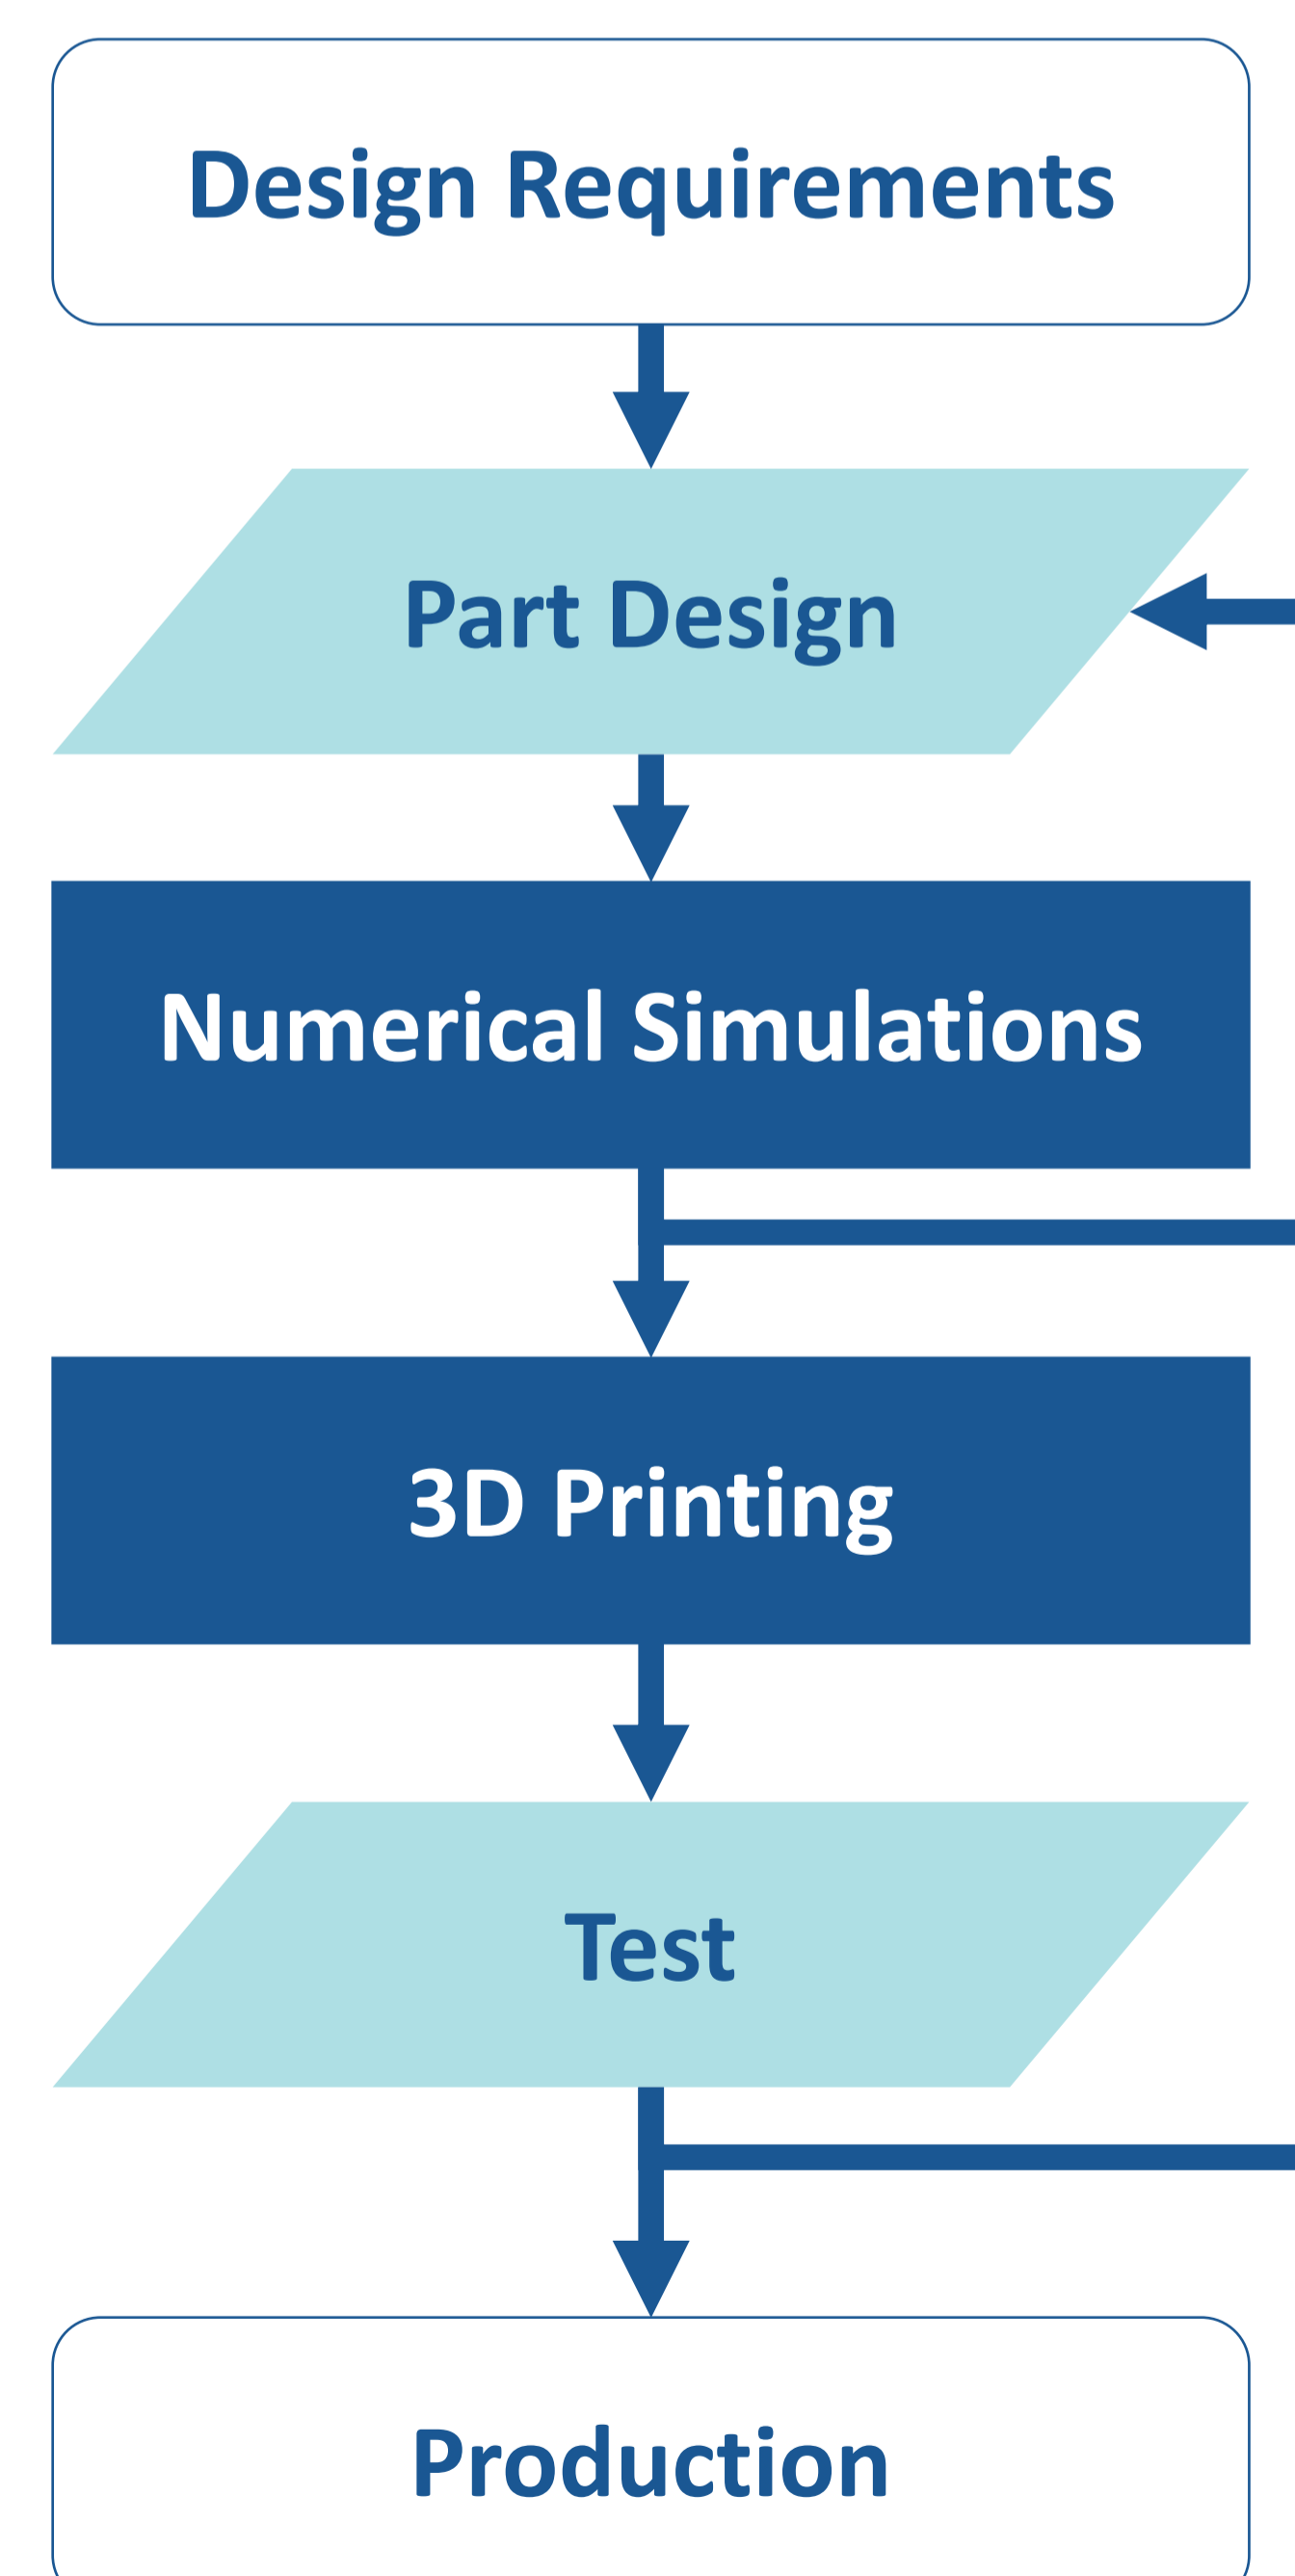 Design Requirements
Part Design
Numerical Simulations
3D Printing
Test
Production